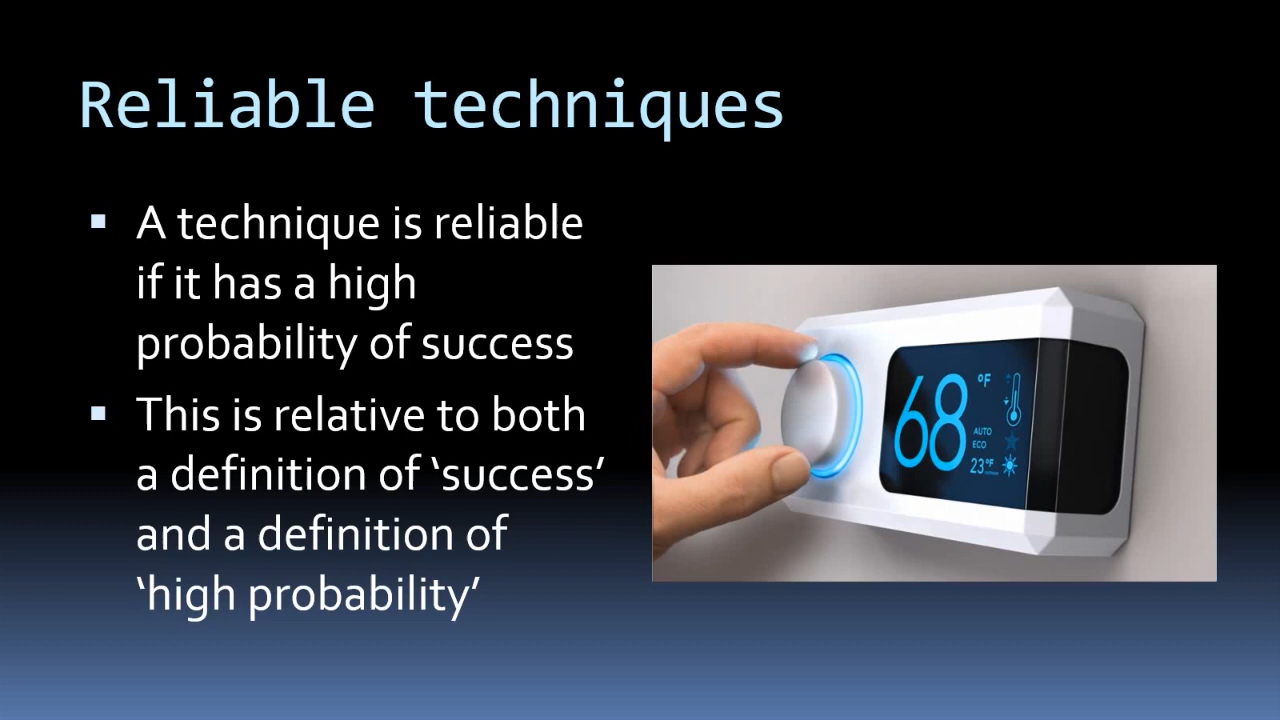 Reliable techniques
▪ A technique is reliable
if it has a high
probability of success
▪ This is relative to both
a definition of ‘success’
and a definition of
‘high probability’
68 °F
AUTO
ECO
23°F